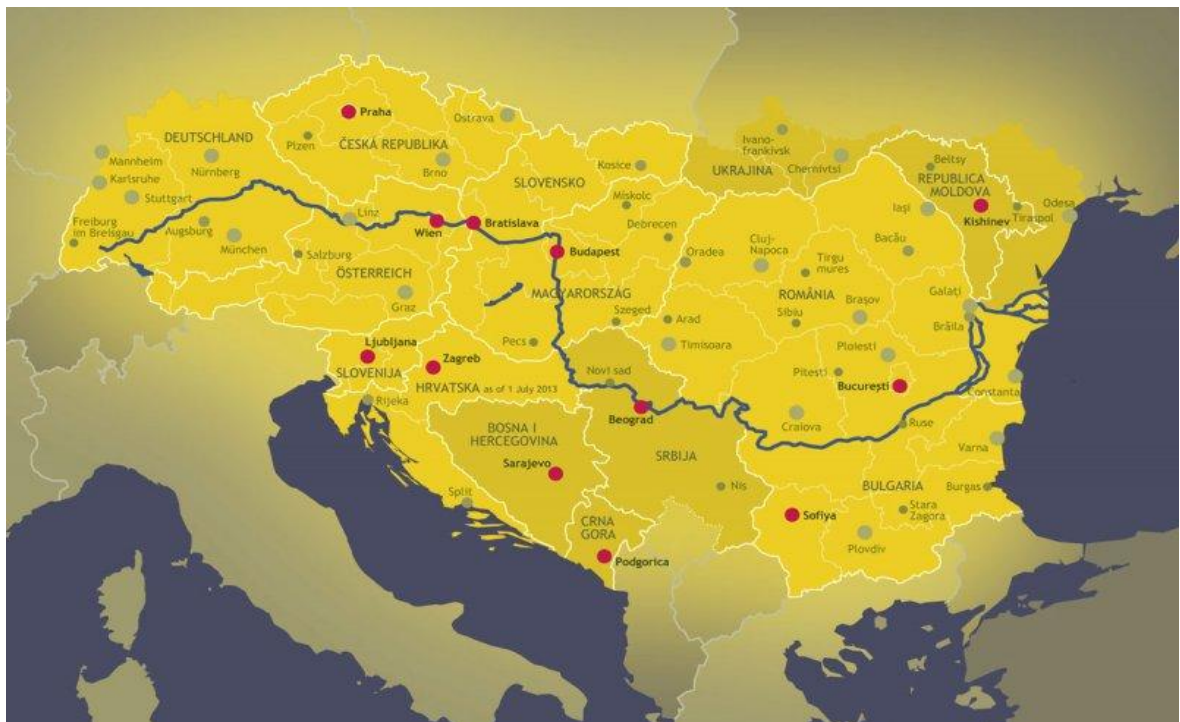 Praha
Ostrava
DEUTSCHLAND
Plzen
ČESKÁ REPUBLIKA
Mannheim
Nürnberg
Brno
Karlsruhe
Stuttgart
SLOVENSKO
Kosice
Ivano-
frankivsk
Chernivtsi
UKRAJINA
Beltsy
REPUBLICA
MOLDOVA
Miskolc
Freiburg
im Breisgau
Augsburg
München
Linz
Wien
Bratislava
Debrecen
Iaşi
Kishinev
Tiraspol
Odesa
Salzburg
Budapest
Oradea
Cluj-
Napoca
Tirgu
mures
Bacău
ÖSTERREICH
Graz
MAGYARORSZÁG
ROMÂNIA
Galaţi
Szeged
Arad
Sibiu
Braşov
Brăila
Ljubljana
Zagreb
Pecs
Timisoara
Ploiesti
SLOVENIJA
Novi sad
Pitesti
Bucureşti
HRVATSKA as of 1 July 2013
Constanta
Rijeka
Beograd
Craiova
Ruse
BOSNA I
HERCEGOVINA
SRBIJA
Varna
Sarajevo
Nis
BULGARIA
Burgas
Split
CRNA
GORA
Sofiya
Stara
Zagora
Plovdiv
Podgorica